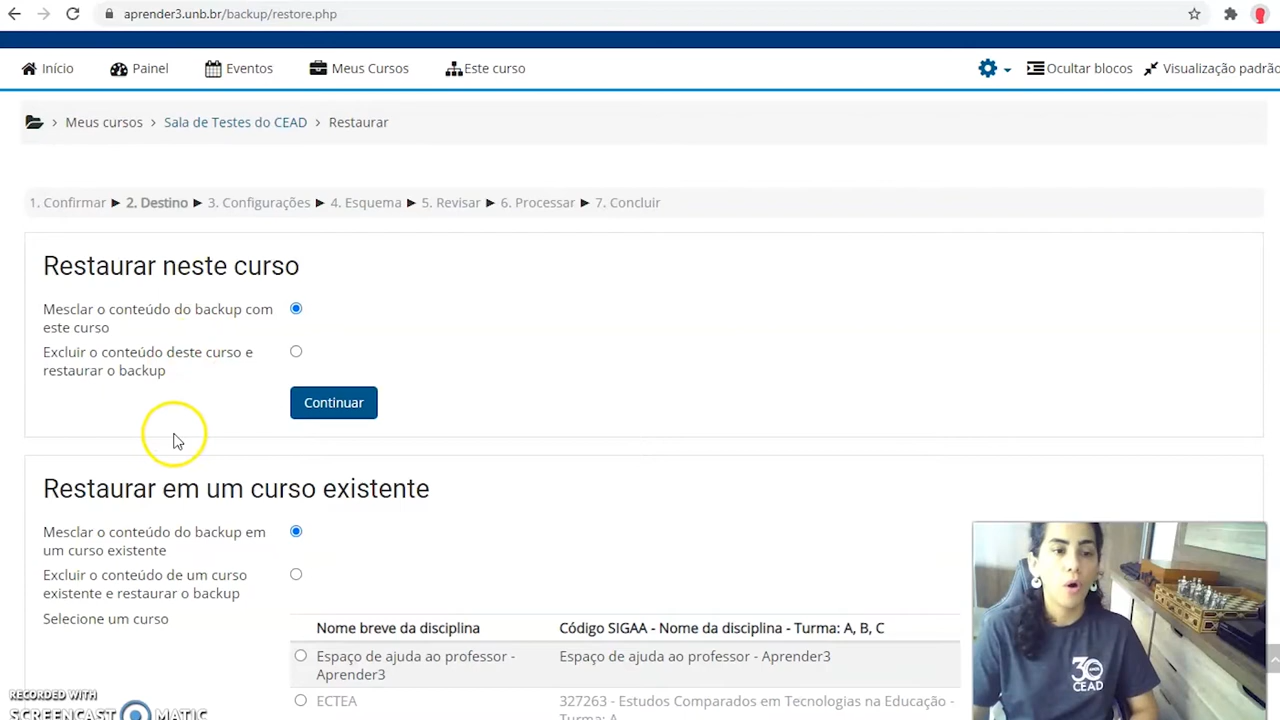 aprender3.unb.br/backup/restore.php
Início Painel Eventos Meus Cursos Este curso Ocultar blocos Visualização padrão
> Meus cursos > Sala de Testes do CEAD > Restaurar
1. Confirmar ► 2. Destino ► 3. Configurações ► 4. Esquema ► 5. Revisar ► 6. Processar ► 7. Concluir
Restaurar neste curso
Mesclar o conteúdo do backup com
este curso
Excluir o conteúdo deste curso e
restaurar o backup
Continuar
Restaurar em um curso existente
Mesclar o conteúdo do backup em
um curso existente
Excluir o conteúdo de um curso
existente e restaurar o backup
Selecione um curso
Nome breve da disciplina Código SIGAA - Nome da disciplina - Turma: A, B, C
Espaço de ajuda ao professor - Espaço de ajuda ao professor - Aprender3
Aprender3
ECTEA 327263 - Estudos Comparados em Tecnologias na Educação -
Turma: A
30
CEAD
RECORDED WITH
SCREENCAST MATIC